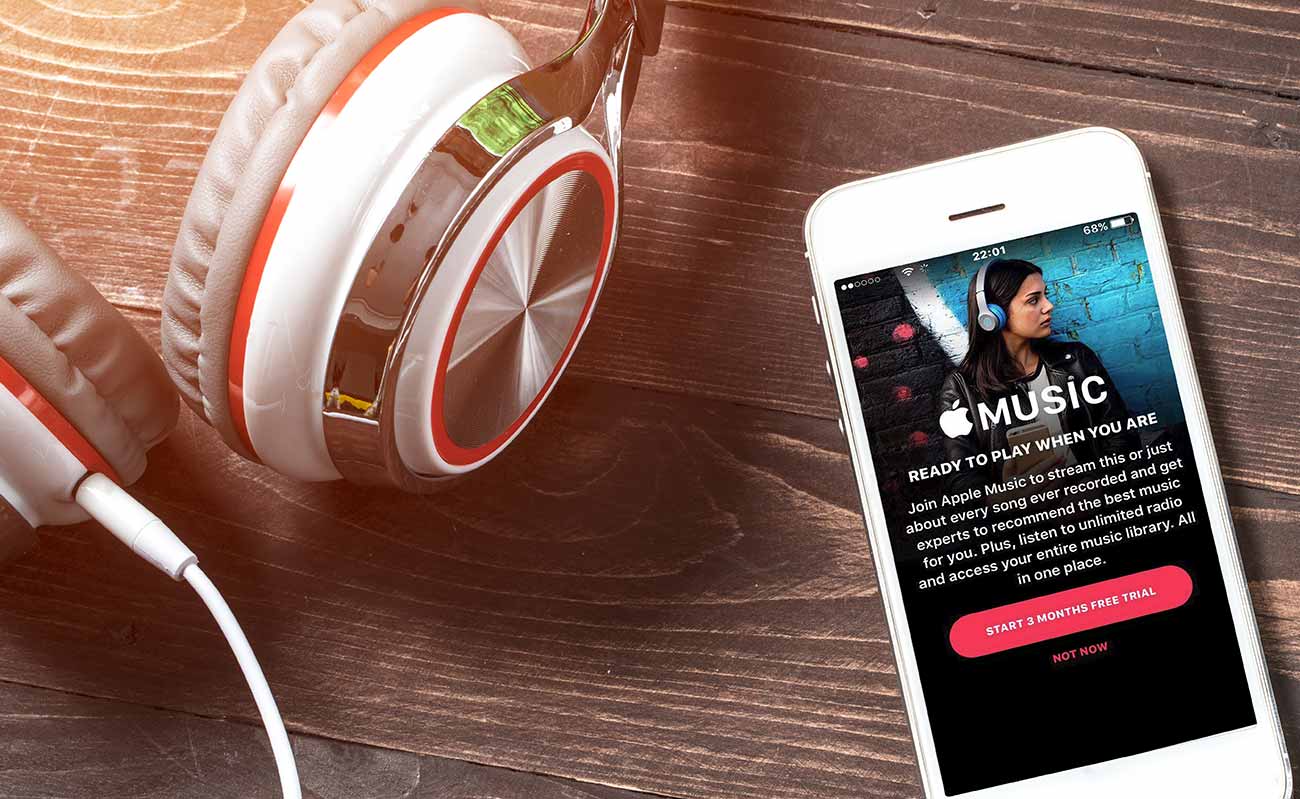 22:01
68%
MUSİC
READY TO PLAY WHEN YOU ARE
Join Apple Music to stream this or just
about every song ever recorded and get
experts to recommend the best music
for you. Plus, listen to unlimited radio
and access your entire music library. All
in one place.
START 3 MONTHS FREE TRIAL
NOT NOW